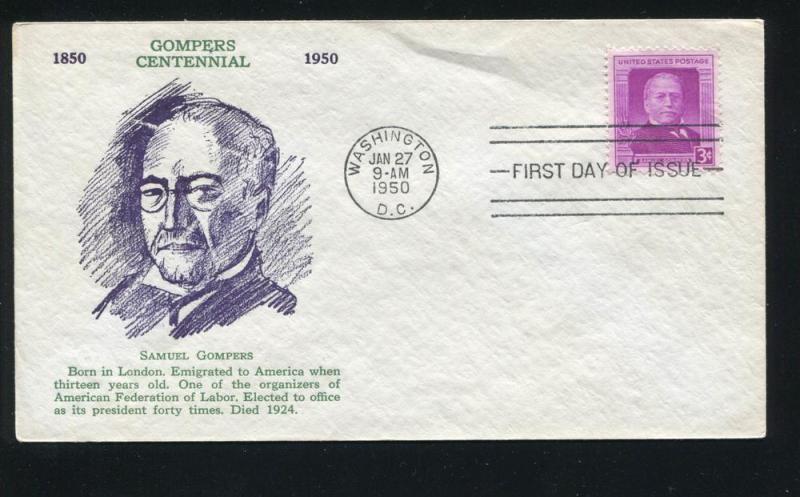 GOMPERS
CENTENNIAL
1850
1950
UNITED STATES POSTAGE
3¢
WASHINGTON
JAN 27
9-AM
1950
D.C.
FIRST DAY OF ISSUE
SAMUEL GOMPERS
Born in London. Emigrated to America when
thirteen years old. One of the organizers of
American Federation of Labor. Elected to office
as its president forty times. Died 1924.